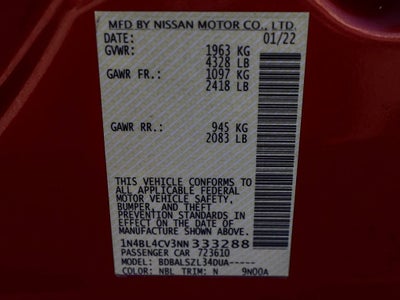 MFD BY NISSAN MOTOR CO., LTD.
DATE: 01/22
GVWR: 1963 KG
4328 LB
GAWR FR.: 1097 KG
2418 LB
GAWR RR.: 945 KG
2083 LB
THIS VEHICLE CONFORMS TO
ALL APPLICABLE FEDERAL
MOTOR VEHICLE SAFETY,
BUMPER, AND THEFT
PREVENTION STANDARDS
IN EFFECT ON THE DATE OF
MANUFACTURE SHOWN ABOVE.
1N4BL4CV3NN 333288
PASSENGER CAR 723610
MODEL: BDBALSZL34DUA-----
COLOR: NBL TRIM: N 9N00A